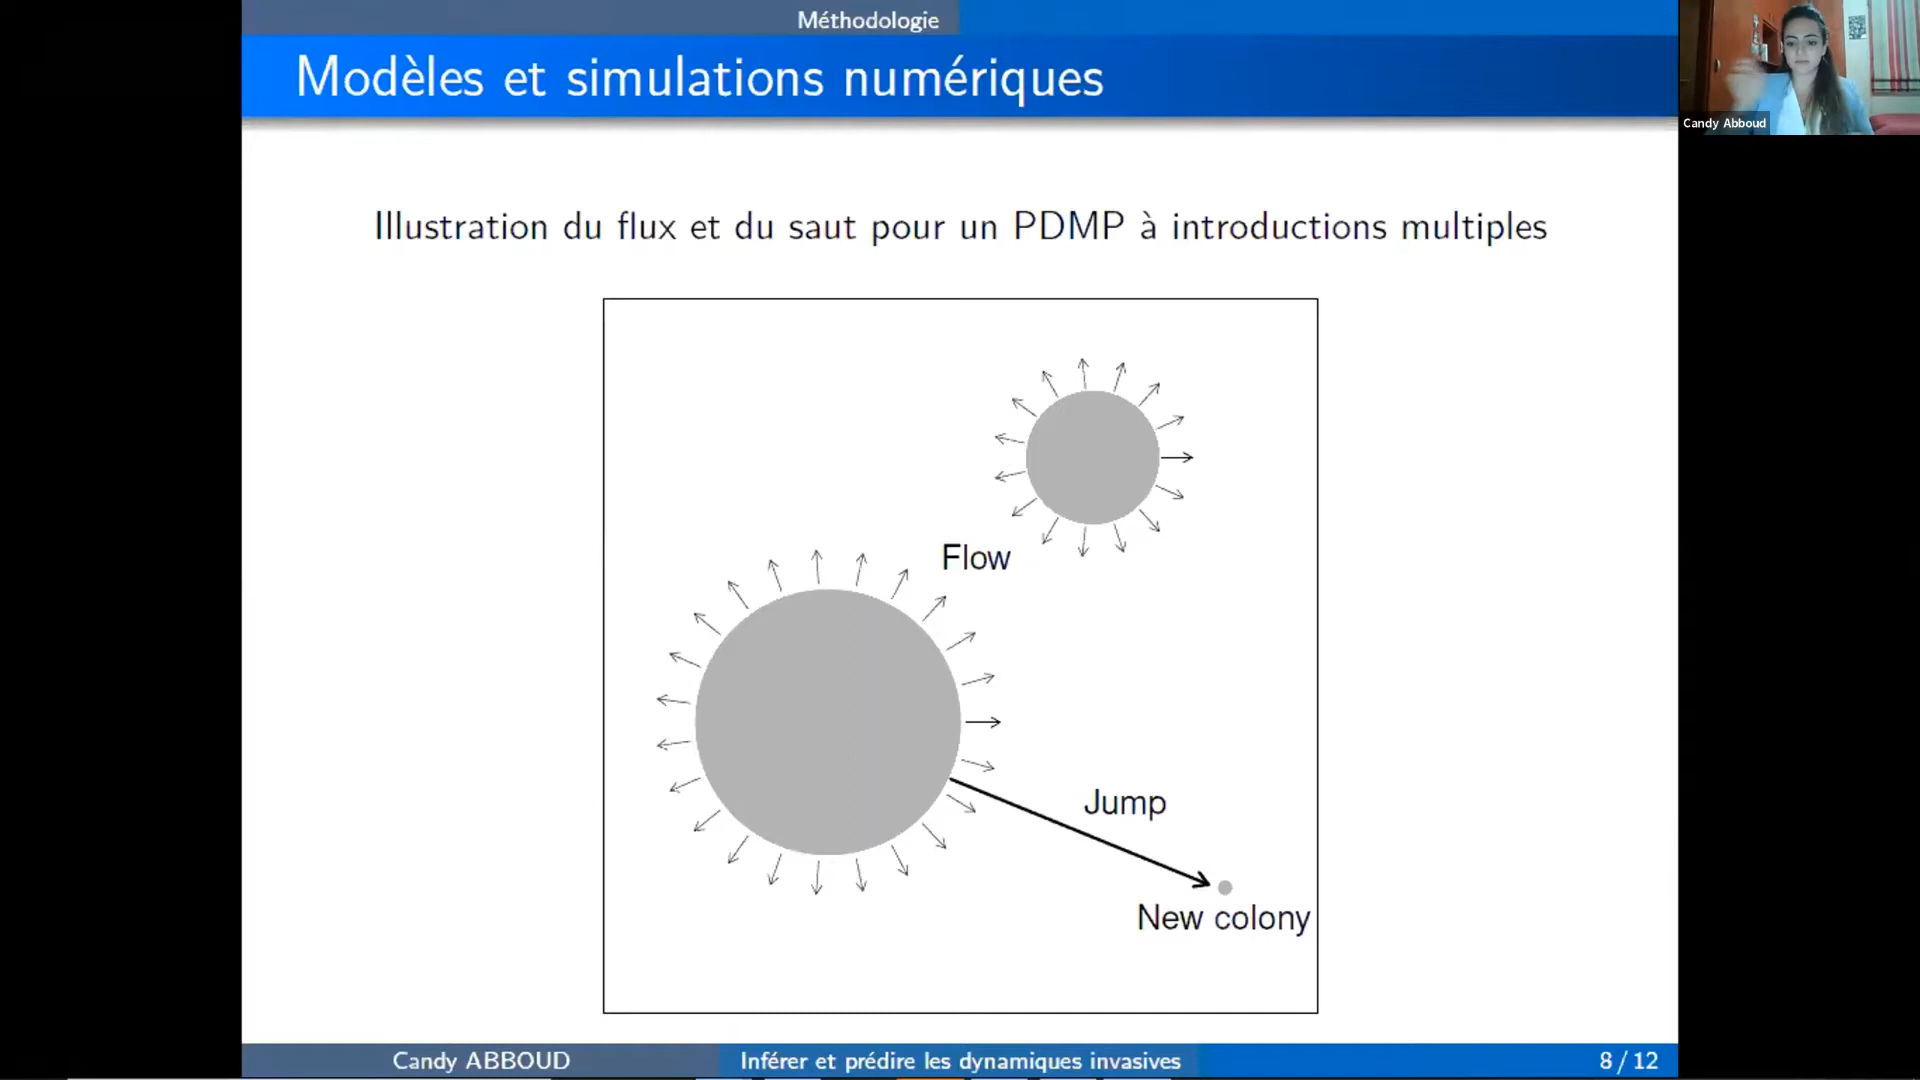 Méthodologie
Modèles et simulations numériques
Candy Abboud
Illustration du flux et du saut pour un PDMP à introductions multiples
Flow
Jump
New colony
Candy ABBOUD
Inférer et prédire les dynamiques invasives
8 / 12